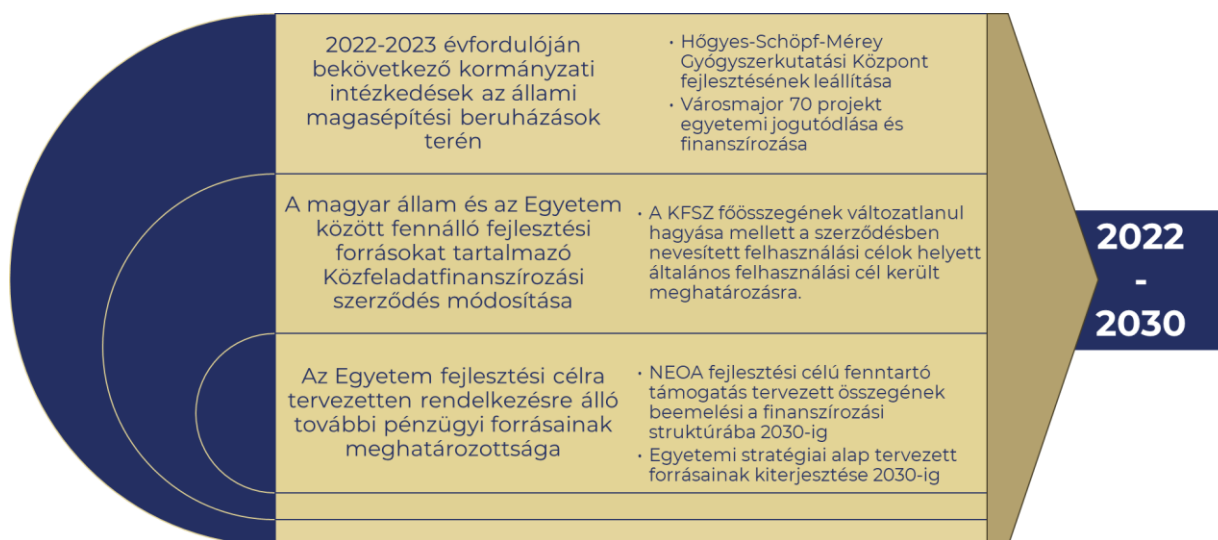 2022-2023 évfordulóján
bekövetkező kormányzati
intézkedések az állami
magasépítési beruházások
terén
• Hőgyes-Schöpf-Mérey
Gyógyszerkutatási Központ
fejlesztésének leállítása
• Városmajor 70 projekt
egyetemi jogutódlása és
finanszírozása
A magyar állam és az Egyetem
között fennálló fejlesztési
forrásokat tartalmazó
Közfeladatfinanszírozási
szerződés módosítása
• A KFSZ főösszegének változatlanul
hagyása mellett a szerződésben
nevesített felhasználási célok helyett
általános felhasználási cél került
meghatározásra.
Az Egyetem fejlesztési célra
tervezetten rendelkezésre álló
további pénzügyi forrásainak
meghatározottsága
• NEOA fejlesztési célú fenntartó
támogatás tervezett összegének
beemelési a finanszírozási
struktúrába 2030-ig
• Egyetemi stratégiai alap tervezett
forrásainak kiterjesztése 2030-ig
2022
-
2030